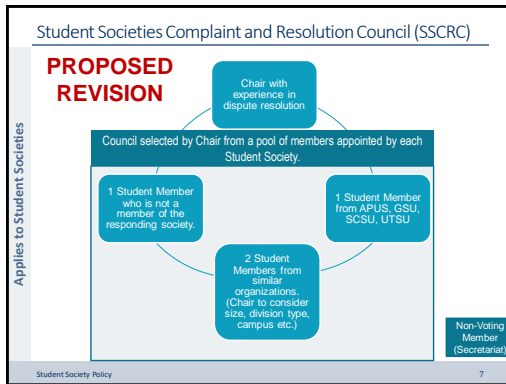 Student Societies Complaint and Resolution Council (SSCRC)
PROPOSED
REVISION
Applies to Student Societies
Chair with
experience in
dispute resolution
Council selected by Chair from a pool of members appointed by each
Student Society.
1 Student Member
who is not a
member of the
responding society.
1 Student Member
from APUS, GSU,
SCSU, UTSU
2 Student
Members from
similar
organizations.
(Chair to consider
size, division type,
campus etc.)
Non-Voting
Member
(Secretariat)
Student Society Policy
7